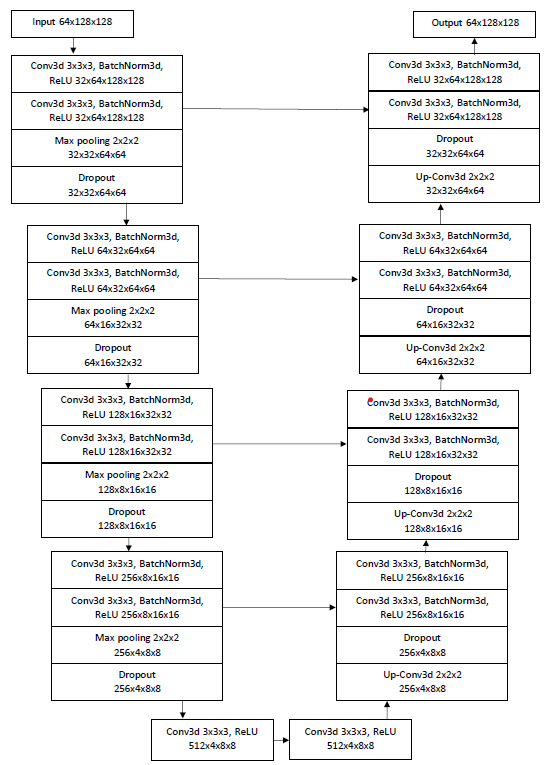 Input 64x128x128
Conv3d 3x3x3, BatchNorm3d,
ReLU 32x64x128x128
Conv3d 3x3x3, BatchNorm3d,
ReLU 32x64x128x128
Max pooling 2x2x2
32x32x64x64
Dropout
32x32x64x64
Conv3d 3x3x3, BatchNorm3d,
ReLU 64x32x64x64
Conv3d 3x3x3, BatchNorm3d,
ReLU 64x32x64x64
Max pooling 2x2x2
64x16x32x32
Dropout
64x16x32x32
Conv3d 3x3x3, BatchNorm3d,
ReLU 128x16x32x32
Conv3d 3x3x3, BatchNorm3d,
ReLU 128x16x32x32
Max pooling 2x2x2
128x8x16x16
Dropout
128x8x16x16
Conv3d 3x3x3, BatchNorm3d,
ReLU 256x8x16x16
Conv3d 3x3x3, BatchNorm3d,
ReLU 256x8x16x16
Max pooling 2x2x2
256x4x8x8
Dropout
256x4x8x8
Conv3d 3x3x3, ReLU
512x4x8x8
Conv3d 3x3x3, ReLU
512x4x8x8
Output 64x128x128
Conv3d 3x3x3, BatchNorm3d,
ReLU 32x64x128x128
Conv3d 3x3x3, BatchNorm3d,
ReLU 32x64x128x128
Dropout
32x32x64x64
Up-Conv3d 2x2x2
32x32x64x64
Conv3d 3x3x3, BatchNorm3d,
ReLU 64x32x64x64
Conv3d 3x3x3, BatchNorm3d,
ReLU 64x32x64x64
Dropout
64x16x32x32
Up-Conv3d 2x2x2
64x16x32x32
Conv3d 3x3x3, BatchNorm3d,
ReLU 128x16x32x32
Conv3d 3x3x3, BatchNorm3d,
ReLU 128x16x32x32
Dropout
128x8x16x16
Up-Conv3d 2x2x2
128x8x16x16
Conv3d 3x3x3, BatchNorm3d,
ReLU 256x8x16x16
Conv3d 3x3x3, BatchNorm3d,
ReLU 256x8x16x16
Dropout
256x4x8x8
Up-Conv3d 2x2x2
256x4x8x8